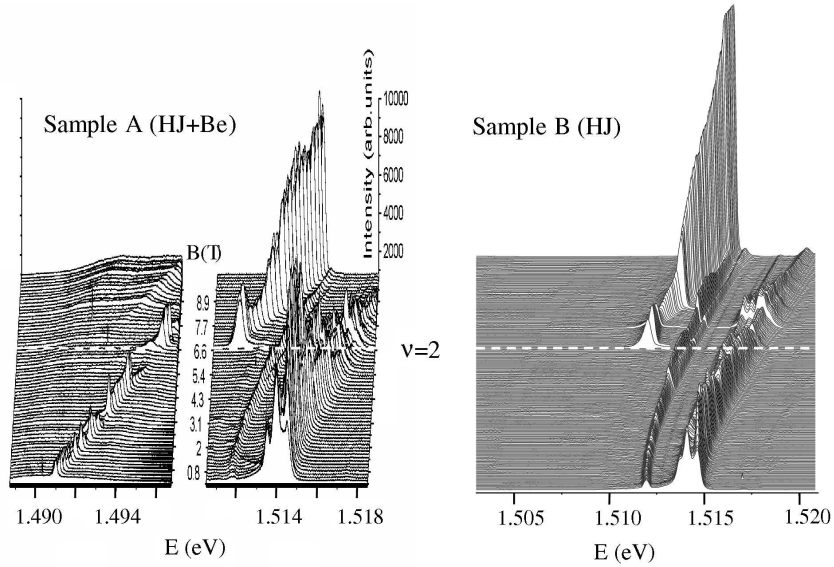 Sample A (HJ+Be)
Sample B (HJ)
Intensity (arb.units)
10000
8000
6000
4000
2000
B(T)
8.9
7.7
6.6
5.4
4.3
3.1
2
0.8
ν=2
1.490 1.494 1.514 1.518
E (eV)
1.505 1.510 1.515 1.520
E (eV)